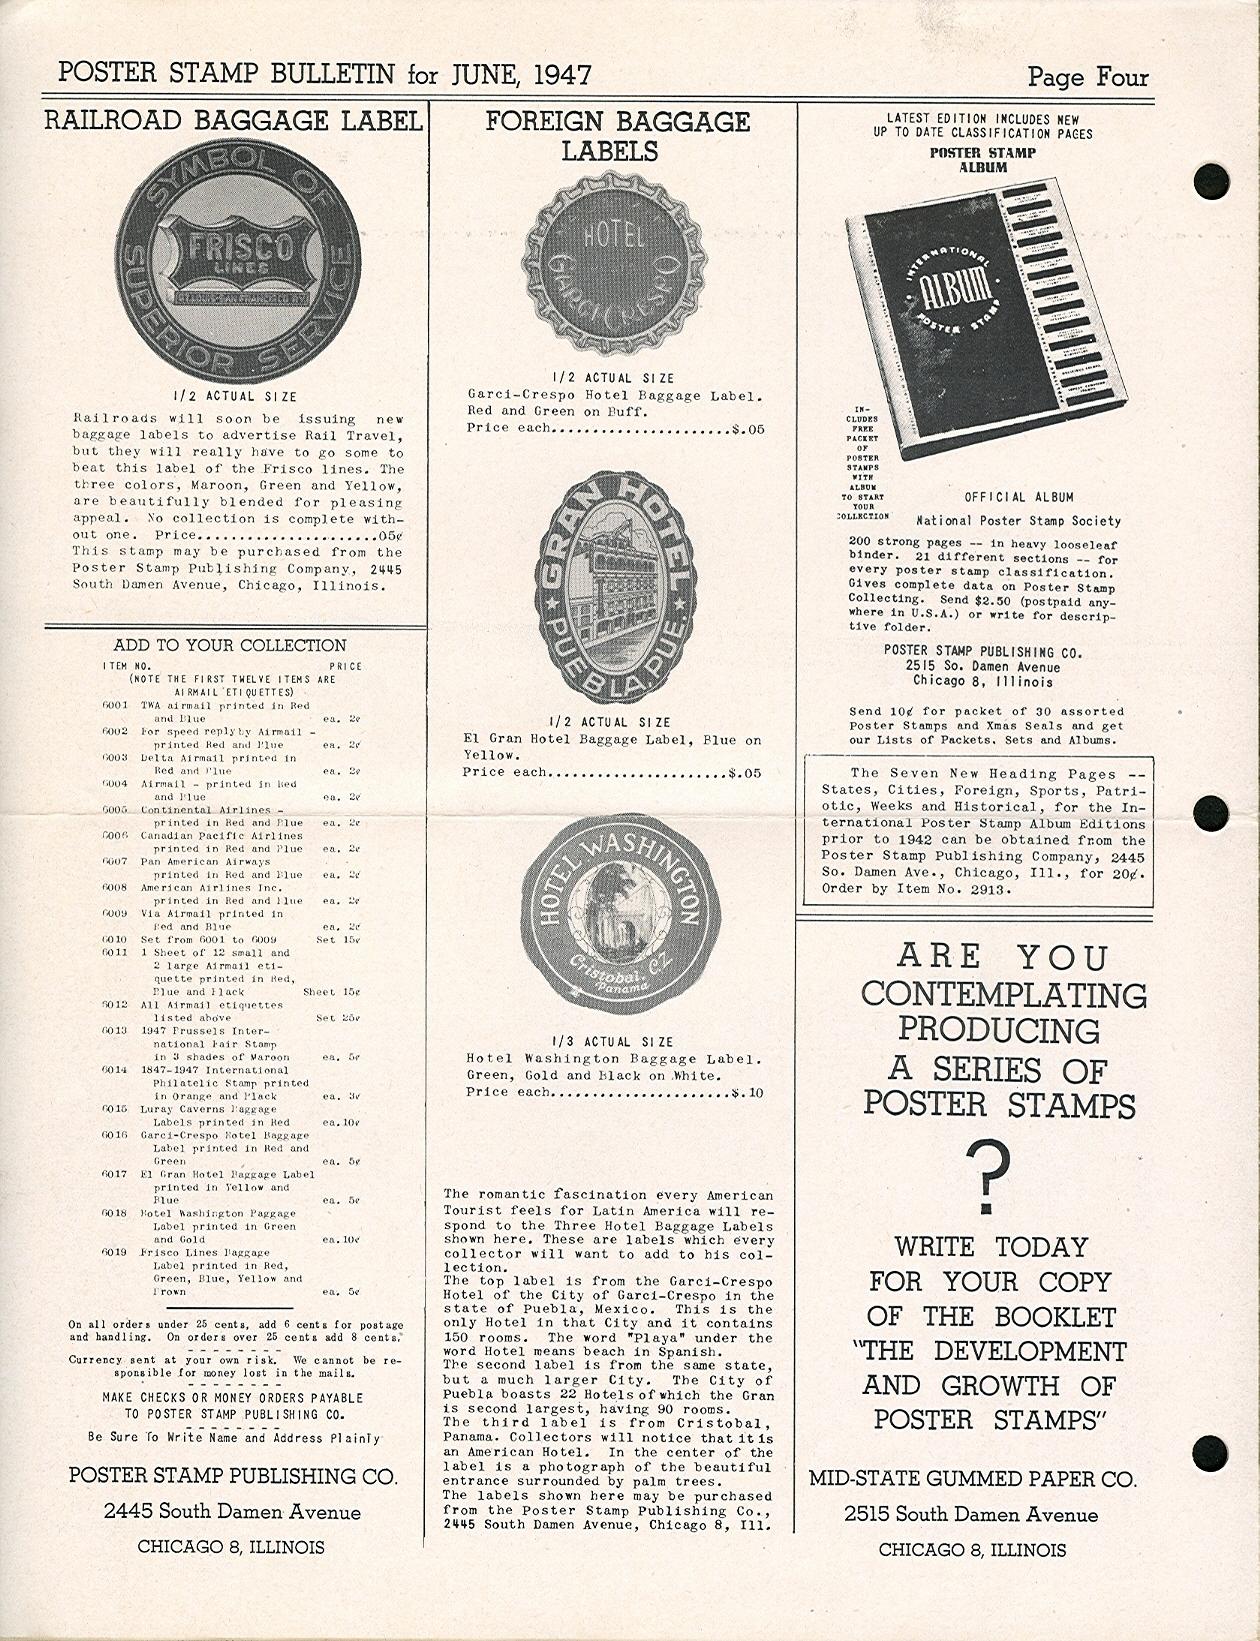 POSTER STAMP BULLETIN for JUNE, 1947
Page Four
RAILROAD BAGGAGE LABEL
SYMBOL OF
SUPERIOR SERVICE
FRISCO
LINES
ST. LOUIS-SAN FRANCISCO RY.
1/2 ACTUAL SIZE
Railroads will soon be issuing new
baggage labels to advertise Rail Travel,
but they will really have to go some to
beat this label of the Frisco lines. The
three colors, Maroon, Green and Yellow,
are beautifully blended for pleasing
appeal. No collection is complete with-
out one. Price.....................05¢
This stamp may be purchased from the
Poster Stamp Publishing Company, 2445
South Damen Avenue, Chicago, Illinois.
ADD TO YOUR COLLECTION
ITEM NO. PRICE
(NOTE THE FIRST TWELVE ITEMS ARE
AIRMAIL ETIQUETTES)
6001 TWA airmail printed in Red
and Blue ea. 2¢
6002 For speed reply by Airmail -
printed Red and Blue ea. 2¢
6003 Delta Airmail printed in
Red and Blue ea. 2¢
6004 Airmail - printed in Red
and Blue ea. 2¢
6005 Continental Airlines -
printed in Red and Blue ea. 2¢
6006 Canadian Pacific Airlines
printed in Red and Blue ea. 2¢
6007 Pan American Airways
printed in Red and Blue ea. 2¢
6008 American Airlines Inc.
printed in Red and Blue ea. 2¢
6009 Via Airmail printed in
Red and Blue ea. 2¢
6010 Set from 6001 to 6009 Set 15¢
6011 1 Sheet of 12 small and
2 large Airmail eti-
quette printed in Red,
Blue and Black Sheet 15¢
6012 All Airmail etiquettes
listed above Set 25¢
6013 1947 Brussels Inter-
national Fair Stamp
in 3 shades of Maroon ea. 5¢
6014 1847-1947 International
Philatelic Stamp printed
in Orange and Black ea. 3¢
6015 Luray Caverns Baggage
Labels printed in Red ea.10¢
6016 Garci-Crespo Hotel Baggage
Label printed in Red and
Green ea. 5¢
6017 El Gran Hotel Baggage Label
printed in Yellow and
Blue ea. 5¢
6018 Hotel Washington Baggage
Label printed in Green
and Gold ea.10¢
6019 Frisco Lines Baggage
Label printed in Red,
Green, Blue, Yellow and
Brown ea. 5¢
On all orders under 25 cents, add 6 cents for postage
and handling. On orders over 25 cents add 8 cents.
Currency sent at your own risk. We cannot be re-
sponsible for money lost in the mails.
MAKE CHECKS OR MONEY ORDERS PAYABLE
TO POSTER STAMP PUBLISHING CO.
Be Sure To Write Name and Address Plainly
POSTER STAMP PUBLISHING CO.
2445 South Damen Avenue
CHICAGO 8, ILLINOIS
FOREIGN BAGGAGE
LABELS
HOTEL
GARCI CRESPO
1/2 ACTUAL SIZE
Garci-Crespo Hotel Baggage Label.
Red and Green on Buff.
Price each.....................$.05
GRAN HOTEL
PUEBLA, PUE.
1/2 ACTUAL SIZE
El Gran Hotel Baggage Label, Blue on
Yellow.
Price each.....................$.05
HOTEL WASHINGTON
Cristobal, C.Z.
Panama
1/3 ACTUAL SIZE
Hotel Washington Baggage Label.
Green, Gold and Black on White.
Price each.....................$.10
The romantic fascination every American
Tourist feels for Latin America will re-
spond to the Three Hotel Baggage Labels
shown here. These are labels which every
collector will want to add to his col-
lection.
The top label is from the Garci-Crespo
Hotel of the City of Garci-Crespo in the
state of Puebla, Mexico. This is the
only Hotel in that City and it contains
150 rooms. The word "Playa" under the
word Hotel means beach in Spanish.
The second label is from the same state,
but a much larger City. The City of
Puebla boasts 22 Hotels of which the Gran
is second largest, having 90 rooms.
The third label is from Cristobal,
Panama. Collectors will notice that it is
an American Hotel. In the center of the
label is a photograph of the beautiful
entrance surrounded by palm trees.
The labels shown here may be purchased
from the Poster Stamp Publishing Co.,
2445 South Damen Avenue, Chicago 8, Ill.
LATEST EDITION INCLUDES NEW
UP TO DATE CLASSIFICATION PAGES
POSTER STAMP
ALBUM
INTERNATIONAL
ALBUM
POSTER STAMP
IN-
CLUDES
FREE
PACKET
OF
POSTER
STAMPS
WITH
ALBUM
TO START
YOUR
COLLECTION
OFFICIAL ALBUM
National Poster Stamp Society
200 strong pages -- in heavy looseleaf
binder. 21 different sections -- for
every poster stamp classification.
Gives complete data on Poster Stamp
Collecting. Send $2.50 (postpaid any-
where in U.S.A.) or write for descrip-
tive folder.
POSTER STAMP PUBLISHING CO.
2515 So. Damen Avenue
Chicago 8, Illinois
Send 10¢ for packet of 30 assorted
Poster Stamps and Xmas Seals and get
our Lists of Packets, Sets and Albums.
The Seven New Heading Pages --
States, Cities, Foreign, Sports, Patri-
otic, Weeks and Historical, for the In-
ternational Poster Stamp Album Editions
prior to 1942 can be obtained from the
Poster Stamp Publishing Company, 2445
So. Damen Ave., Chicago, Ill., for 20¢.
Order by Item No. 2913.
ARE YOU
CONTEMPLATING
PRODUCING
A SERIES OF
POSTER STAMPS
?
WRITE TODAY
FOR YOUR COPY
OF THE BOOKLET
"THE DEVELOPMENT
AND GROWTH OF
POSTER STAMPS"
MID-STATE GUMMED PAPER CO.
2515 South Damen Avenue
CHICAGO 8, ILLINOIS